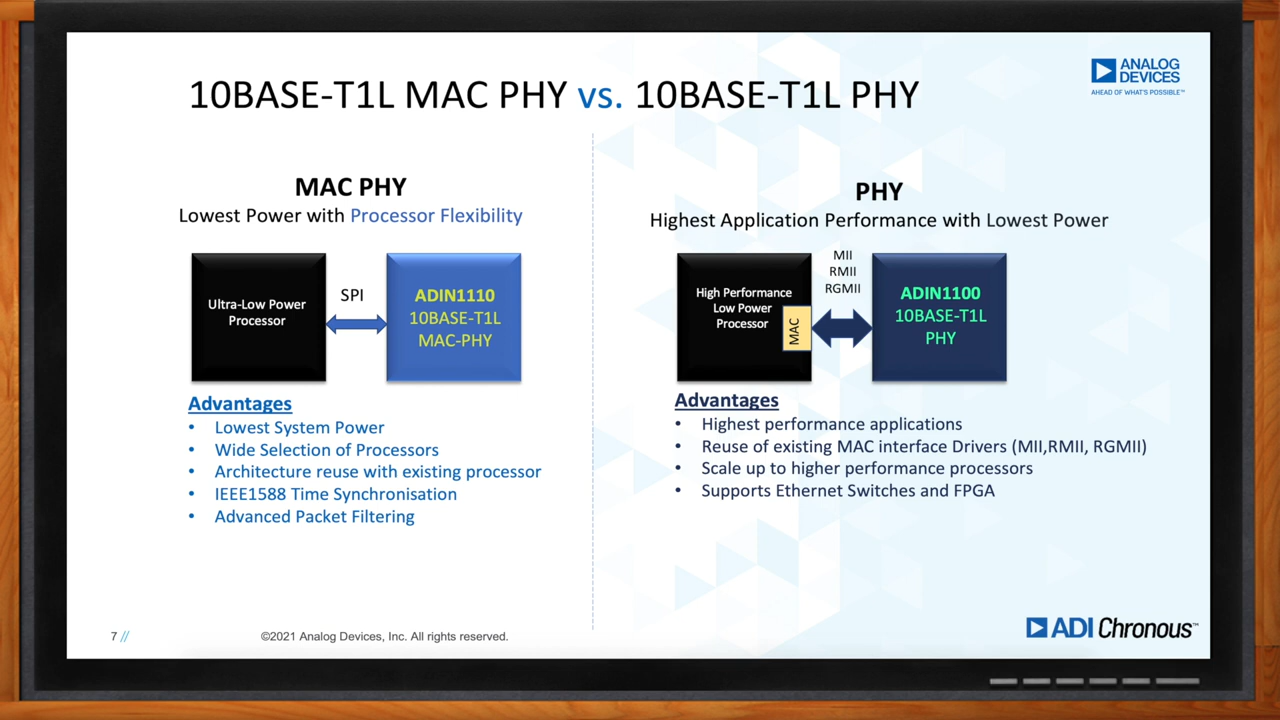 10BASE-T1L MAC PHY vs. 10BASE-T1L PHY
ANALOG
DEVICES
AHEAD OF WHAT'S POSSIBLE™
MAC PHY
Lowest Power with Processor Flexibility
Ultra-Low Power
Processor
SPI
ADIN1110
10BASE-T1L
MAC-PHY
Advantages
• Lowest System Power
• Wide Selection of Processors
• Architecture reuse with existing processor
• IEEE1588 Time Synchronisation
• Advanced Packet Filtering
PHY
Highest Application Performance with Lowest Power
High Performance
Low Power
Processor
MAC
MII
RMII
RGMII
ADIN1100
10BASE-T1L
PHY
Advantages
• Highest performance applications
• Reuse of existing MAC interface Drivers (MII,RMII, RGMII)
• Scale up to higher performance processors
• Supports Ethernet Switches and FPGA
7 //
©2021 Analog Devices, Inc. All rights reserved.
ADI Chronous™